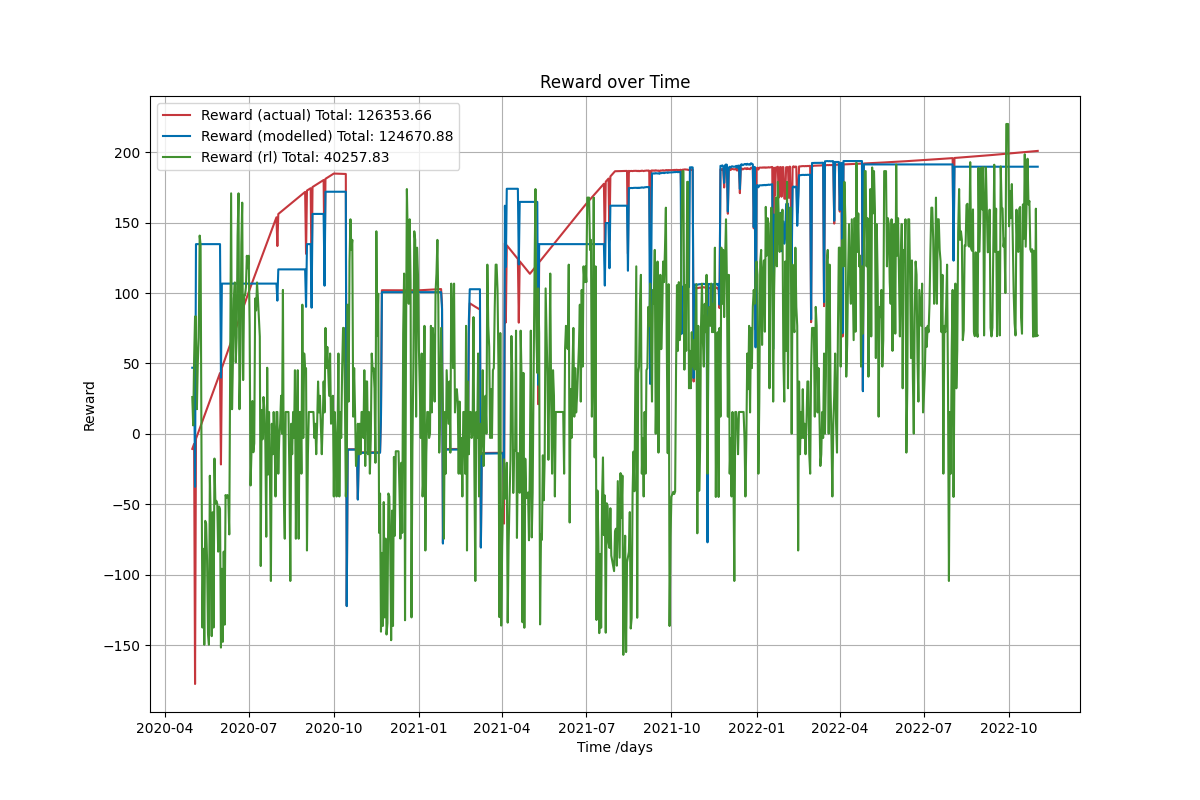 Reward over Time
Reward (actual) Total: 126353.66
Reward (modelled) Total: 124670.88
Reward (rl) Total: 40257.83
Reward
200
150
100
50
0
−50
−100
−150
2020-04 2020-07 2020-10 2021-01 2021-04 2021-07 2021-10 2022-01 2022-04 2022-07 2022-10
Time /days